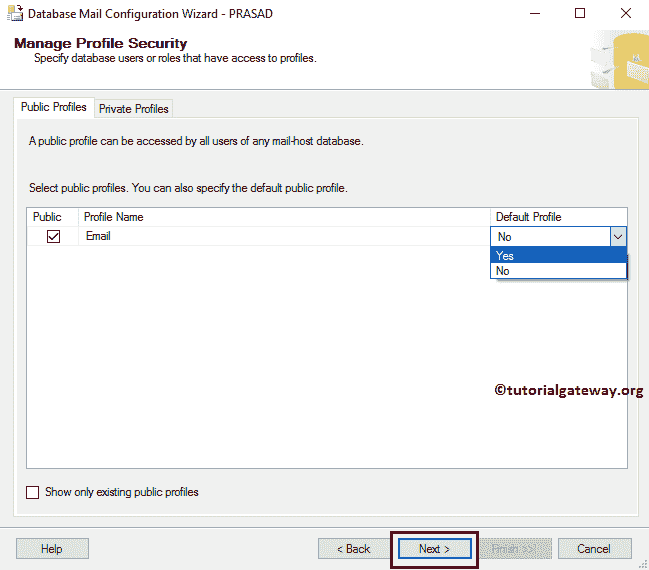 Database Mail Configuration Wizard - PRASAD
Manage Profile Security
Specify database users or roles that have access to profiles.
Public Profiles Private Profiles
A public profile can be accessed by all users of any mail-host database.
Select public profiles. You can also specify the default public profile.
Public Profile Name Default Profile
Email No
Yes
No
©tutorialgateway.org
Show only existing public profiles
Help < Back Next > Finish >>| Cancel